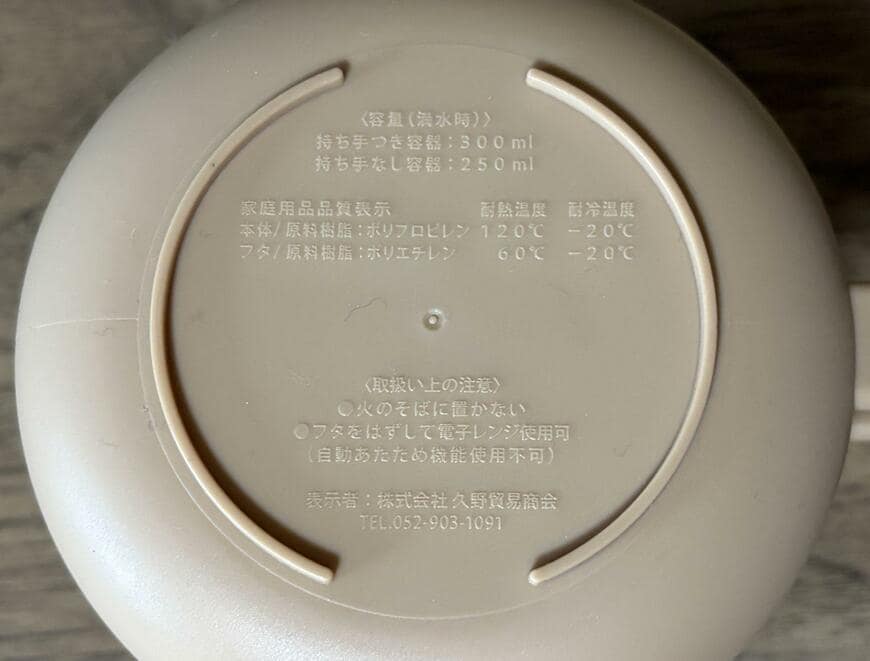 〈容量(満水時)〉
持ち手つき容器：300ml
持ち手なし容器：250ml
家庭用品品質表示 耐熱温度 耐冷温度
本体/原料樹脂：ポリプロピレン 120℃ －20℃
フタ/原料樹脂：ポリエチレン 60℃ －20℃
〈取扱い上の注意〉
●火のそばに置かない
●フタをはずして電子レンジ使用可
(自動あたため機能使用不可)
表示者：株式会社 久野貿易商会
TEL.052-903-1091